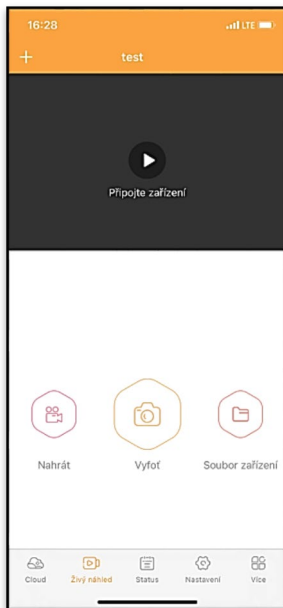 16:28
LTE
+
test
Připojte zařízení
Nahrát
Vyfoť
Soubor zařízení
Cloud
Živý náhled
Status
Nastavení
Více